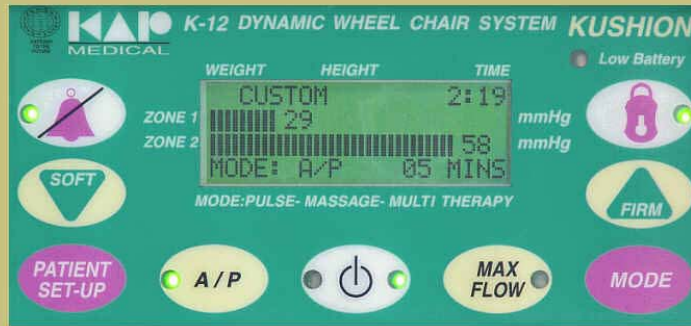 KAP K-12 DYNAMIC WHEEL CHAIR SYSTEM KUSHION
MEDICAL
Low Battery
WEIGHT HEIGHT TIME
CUSTOM 2:19
ZONE 1 29 mmHg
ZONE 2 58 mmHg
MODE: A/P 05 MINS
SOFT
FIRM
MODE:PULSE- MASSAGE- MULTI THERAPY
PATIENT
SET-UP
A / P
MAX
FLOW
MODE